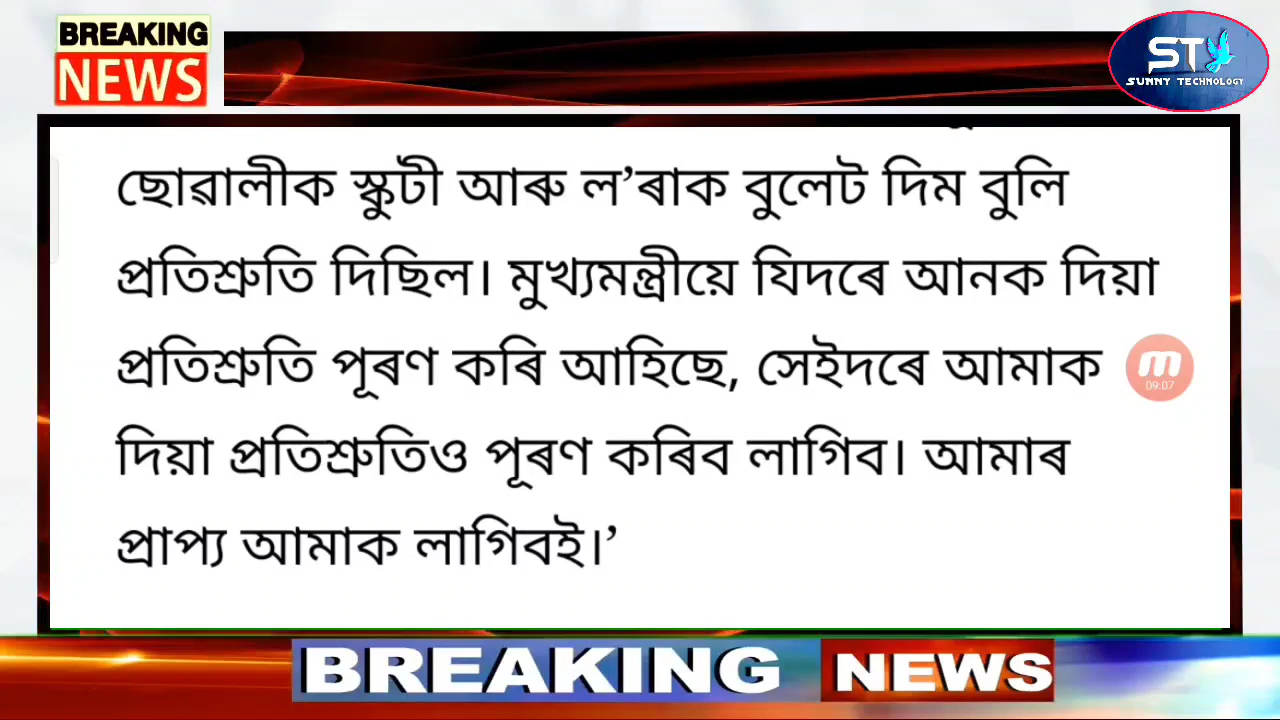 BREAKING
NEWS
ST
SUNNY TECHNOLOGY
ছোৱালীক স্কুটী আৰু ল’ৰাক বুলেট দিম বুলি
প্ৰতিশ্ৰুতি দিছিল। মুখ্যমন্ত্ৰীয়ে যিদৰে আনক দিয়া
প্ৰতিশ্ৰুতি পূৰণ কৰি আহিছে, সেইদৰে আমাক
দিয়া প্ৰতিশ্ৰুতিও পূৰণ কৰিব লাগিব। আমাৰ
প্ৰাপ্য আমাক লাগিবই।’
09:07
BREAKING NEWS